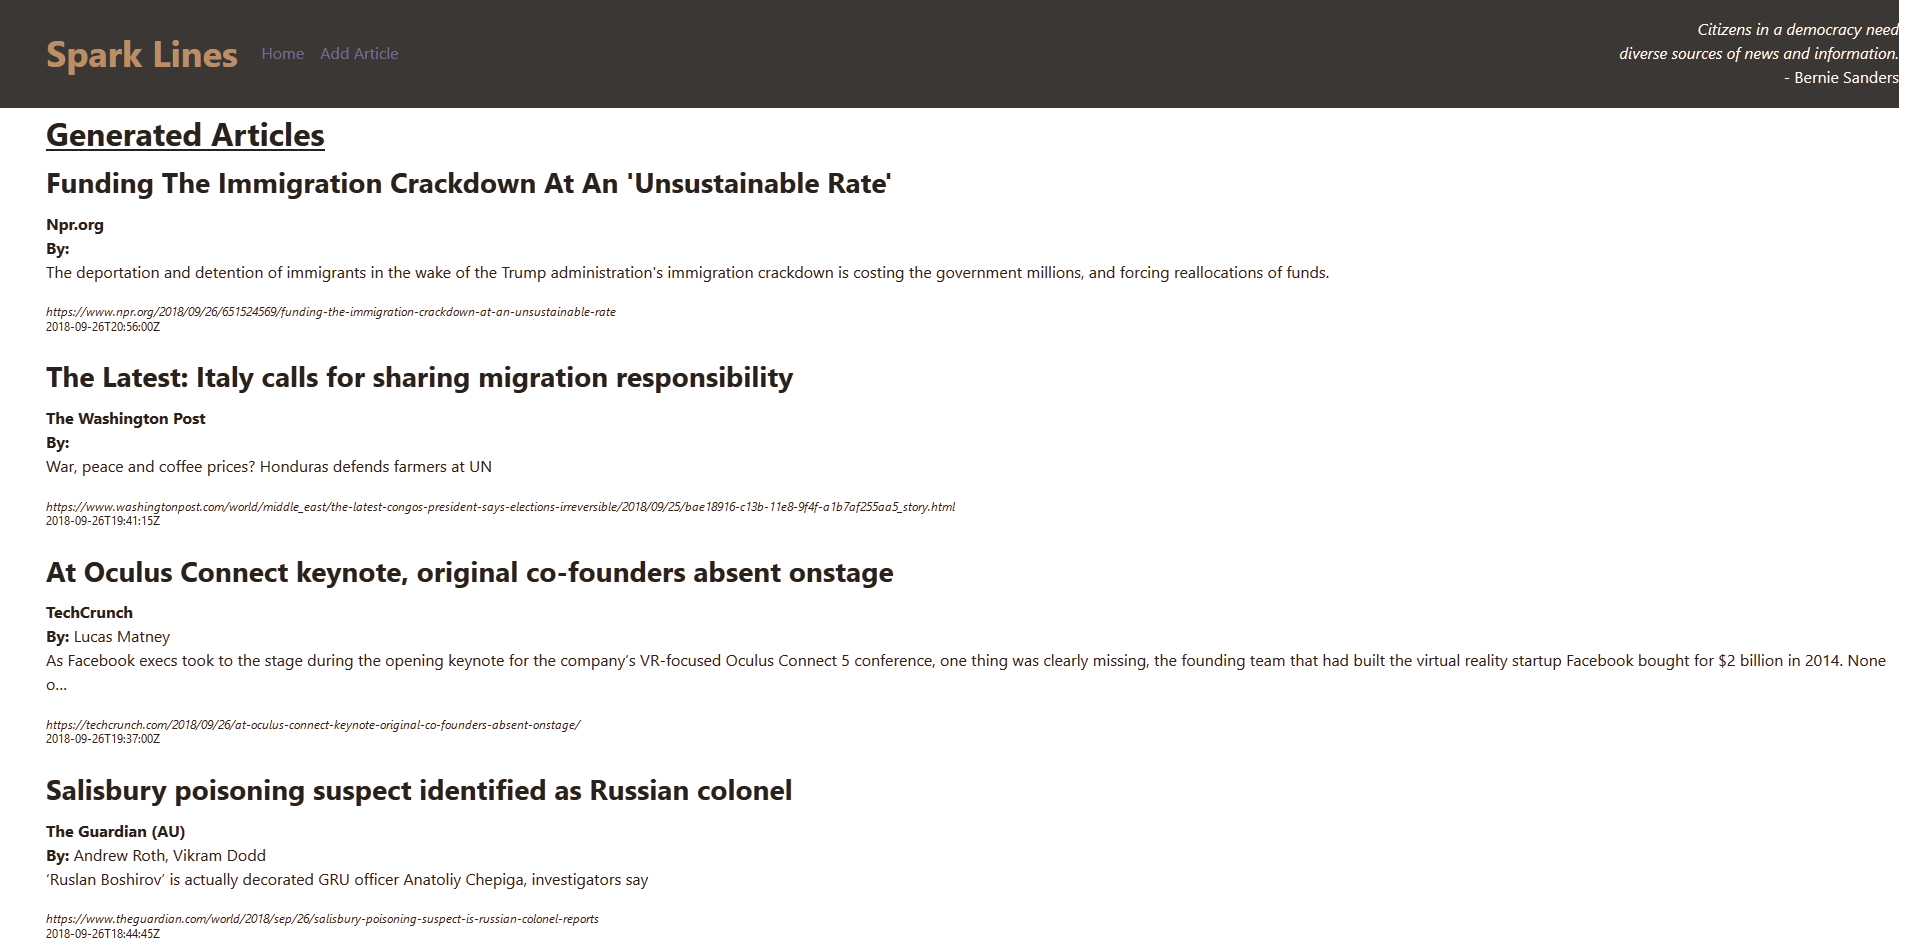 Spark Lines
Home
Add Article
Citizens in a democracy need
diverse sources of news and information.
- Bernie Sanders
Generated Articles
Funding The Immigration Crackdown At An 'Unsustainable Rate'
Npr.org
By:
The deportation and detention of immigrants in the wake of the Trump administration's immigration crackdown is costing the government millions, and forcing reallocations of funds.
https://www.npr.org/2018/09/26/651524569/funding-the-immigration-crackdown-at-an-unsustainable-rate
2018-09-26T20:56:00Z
The Latest: Italy calls for sharing migration responsibility
The Washington Post
By:
War, peace and coffee prices? Honduras defends farmers at UN
https://www.washingtonpost.com/world/middle_east/the-latest-congos-president-says-elections-irreversible/2018/09/25/bae18916-c13b-11e8-9f4f-a1b7af255aa5_story.html
2018-09-26T19:41:15Z
At Oculus Connect keynote, original co-founders absent onstage
TechCrunch
By: Lucas Matney
As Facebook execs took to the stage during the opening keynote for the company’s VR-focused Oculus Connect 5 conference, one thing was clearly missing, the founding team that had built the virtual reality startup Facebook bought for $2 billion in 2014. None
o...
https://techcrunch.com/2018/09/26/at-oculus-connect-keynote-original-co-founders-absent-onstage/
2018-09-26T19:37:00Z
Salisbury poisoning suspect identified as Russian colonel
The Guardian (AU)
By: Andrew Roth, Vikram Dodd
‘Ruslan Boshirov’ is actually decorated GRU officer Anatoliy Chepiga, investigators say
https://www.theguardian.com/world/2018/sep/26/salisbury-poisoning-suspect-is-russian-colonel-reports
2018-09-26T18:44:45Z